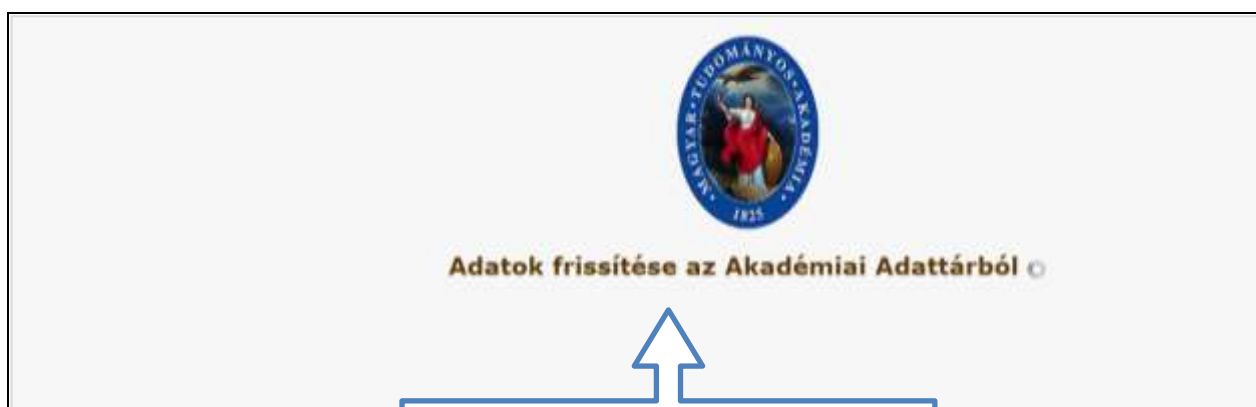 MAGYAR·TUDOMÁNYOS·AKADÉMIA
1825
Adatok frissítése az Akadémiai Adattárból